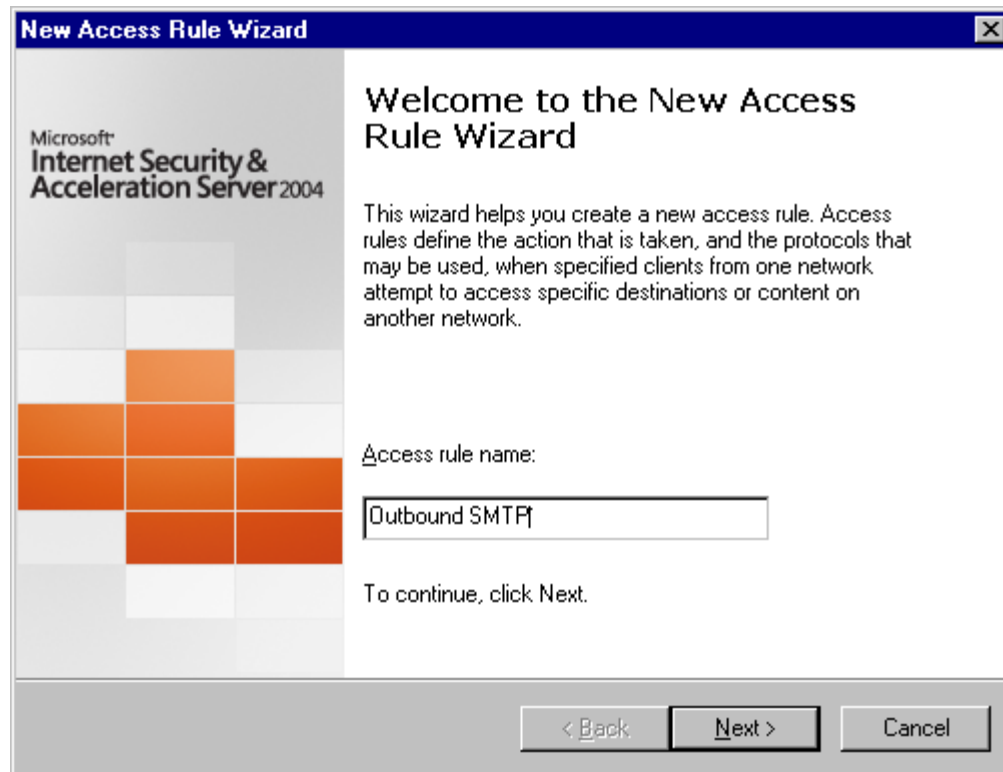 New Access Rule Wizard
Microsoft
Internet Security &
Acceleration Server 2004
Welcome to the New Access
Rule Wizard
This wizard helps you create a new access rule. Access
rules define the action that is taken, and the protocols that
may be used, when specified clients from one network
attempt to access specific destinations or content on
another network.
Access rule name:
Outbound SMTP
To continue, click Next.
< Back
Next >
Cancel